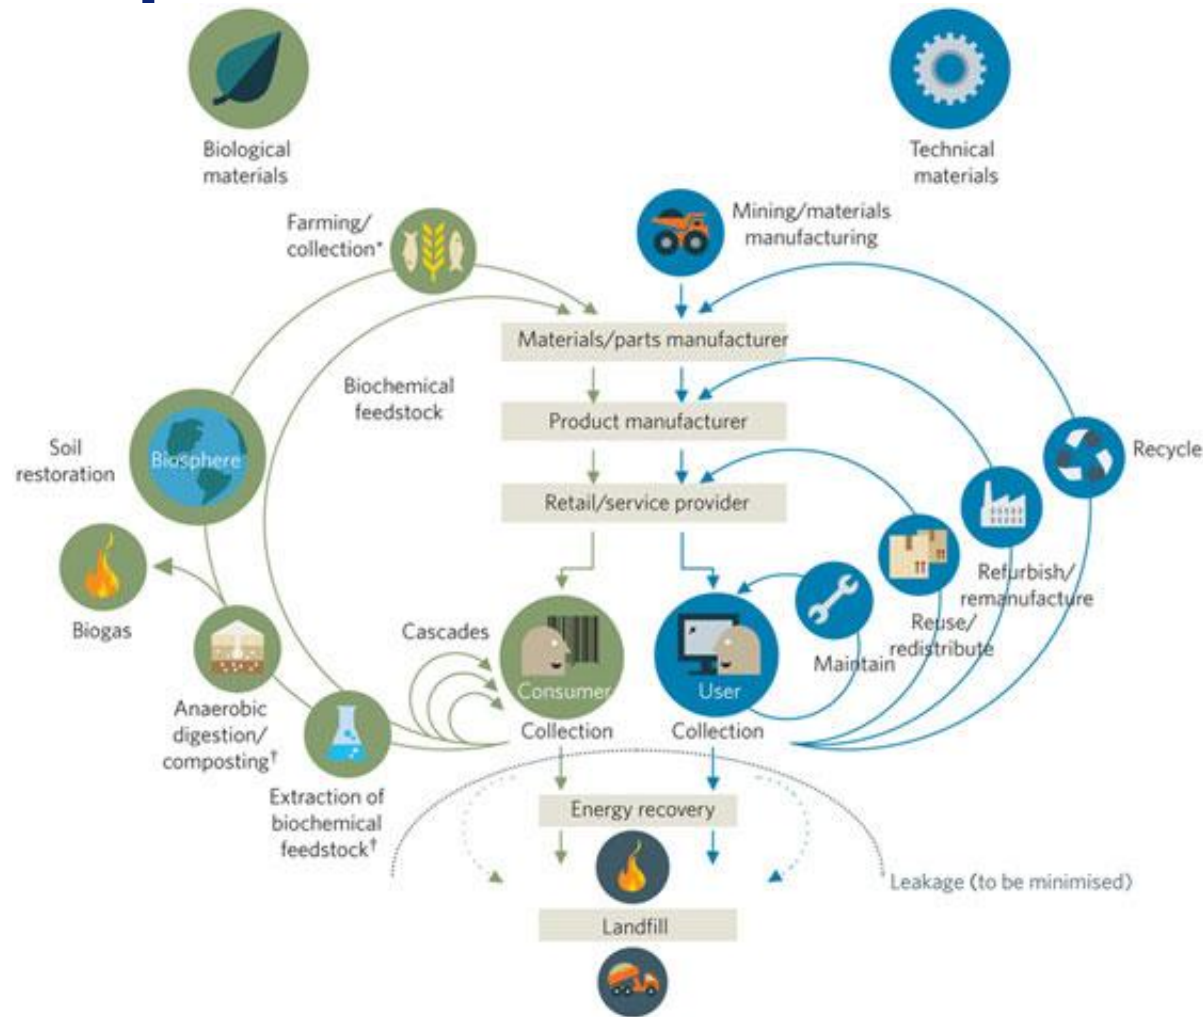 Biological
materials
Technical
materials
Farming/
collection*
Mining/materials
manufacturing
Materials/parts manufacturer
Biochemical
feedstock
Product manufacturer
Soil
restoration
Biosphere
Recycle
Retail/service provider
Biogas
Refurbish/
remanufacture
Reuse/
redistribute
Maintain
Cascades
Consumer
User
Anaerobic
digestion/
composting†
Collection
Collection
Extraction of
biochemical
feedstock†
Energy recovery
Leakage (to be minimised)
Landfill